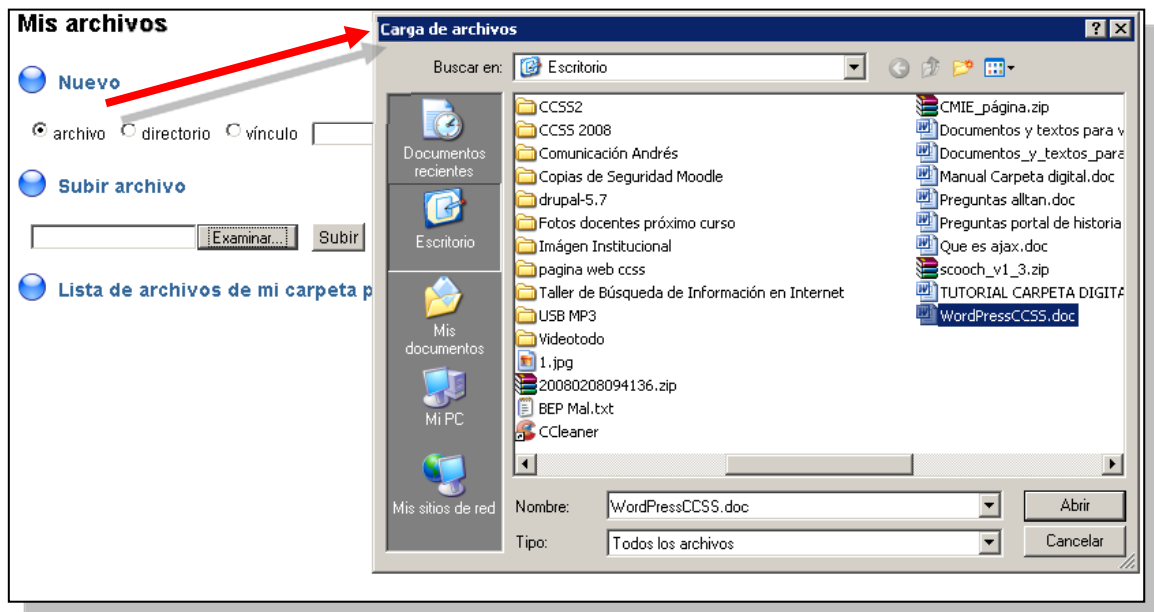 Mis archivos
Nuevo
archivo directorio vínculo
Subir archivo
Examinar... Subir
Lista de archivos de mi carpeta p
Carga de archivos
Buscar en: Escritorio
Documentos recientes
Escritorio
Mis documentos
Mi PC
Mis sitios de red
CCSS2
CCSS 2008
Comunicación Andrés
Copias de Seguridad Moodle
drupal-5.7
Fotos docentes próximo curso
Imágen Institucional
pagina web ccss
Taller de Búsqueda de Información en Internet
USB MP3
Videotodo
1.jpg
20080208094136.zip
BEP Mal.txt
CCleaner
CMIE_página.zip
Documentos y textos para v
Documentos_y_textos_para
Manual Carpeta digital.doc
Preguntas alltan.doc
Preguntas portal de historia
Que es ajax.doc
scooch_v1_3.zip
TUTORIAL CARPETA DIGITA
WordPressCCSS.doc
Nombre: WordPressCCSS.doc Abrir
Tipo: Todos los archivos Cancelar